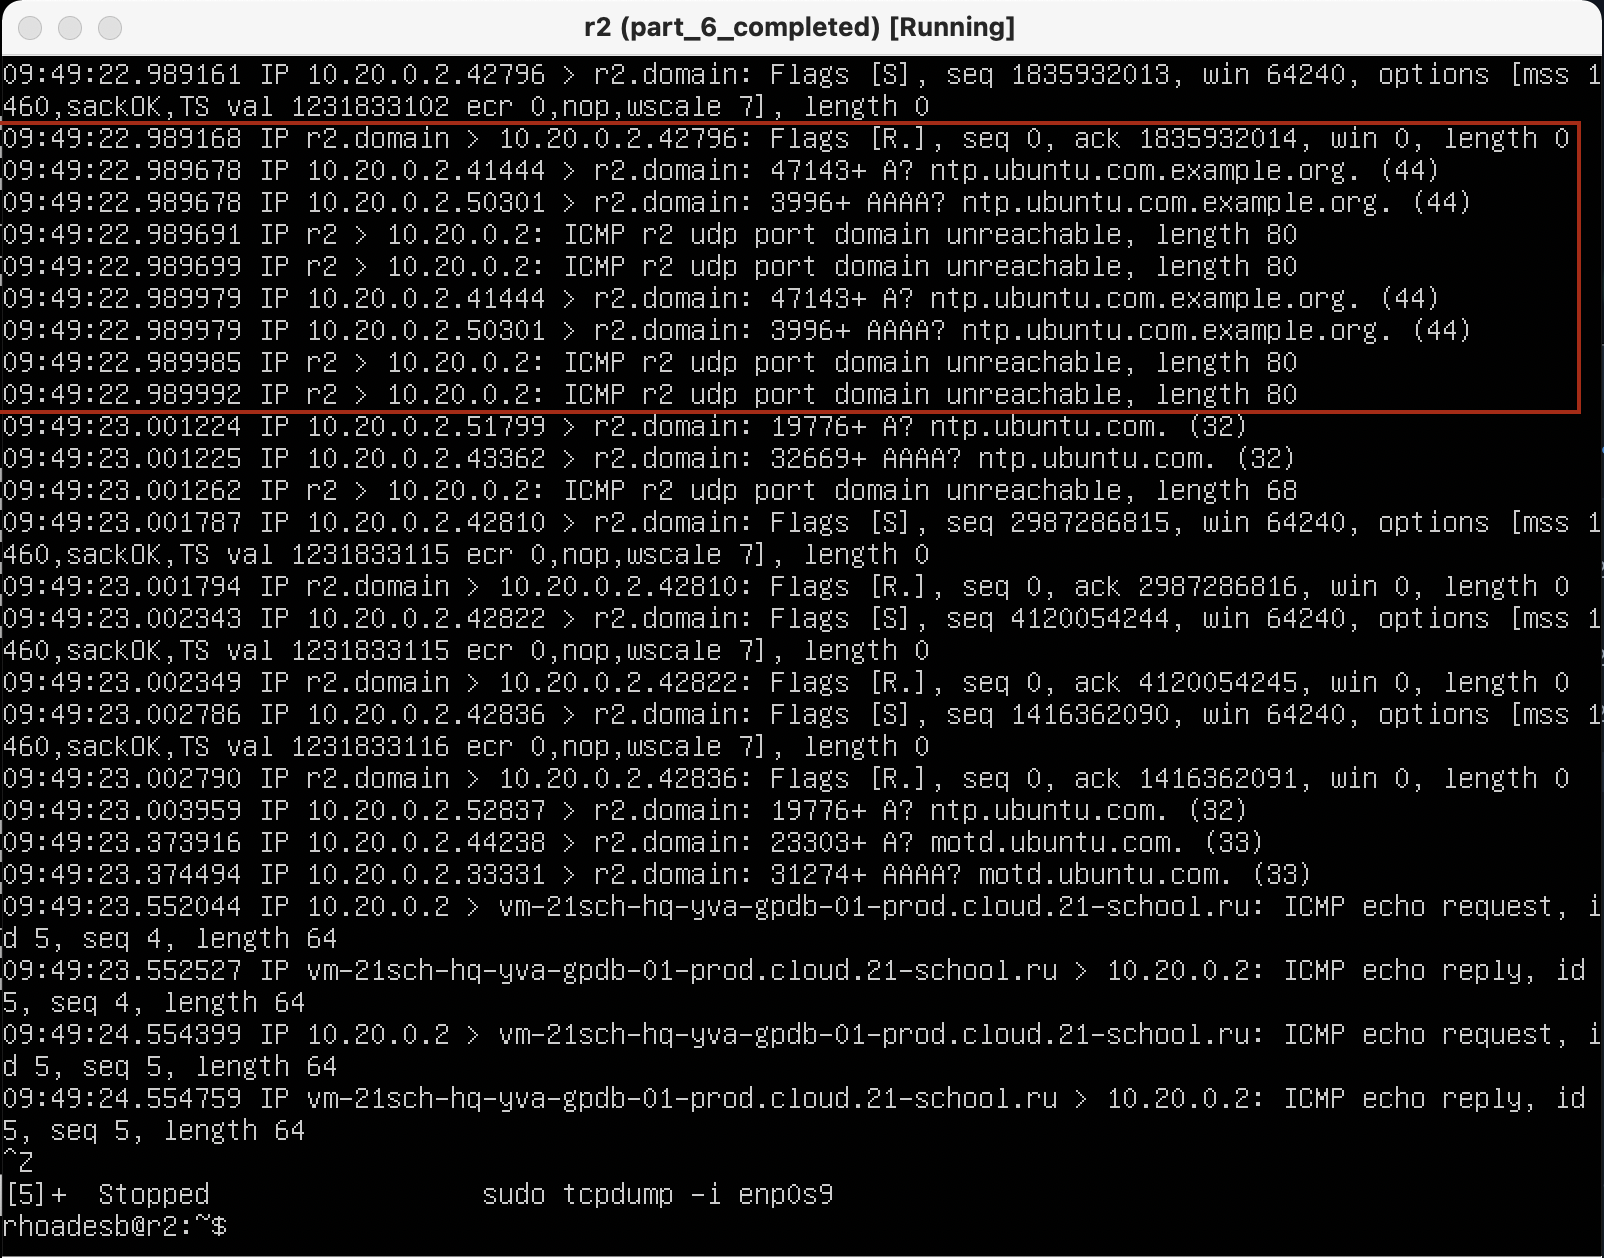 r2 (part_6_completed) [Running]
09:49:22.989161 IP 10.20.0.2.42796 > r2.domain: Flags [S], seq 1835932013, win 64240, options [mss 1
460,sackOK,TS val 1231833102 ecr 0,nop,wscale 7], length 0
09:49:22.989168 IP r2.domain > 10.20.0.2.42796: Flags [R.], seq 0, ack 1835932014, win 0, length 0
09:49:22.989678 IP 10.20.0.2.41444 > r2.domain: 47143+ A? ntp.ubuntu.com.example.org. (44)
09:49:22.989678 IP 10.20.0.2.50301 > r2.domain: 3996+ AAAA? ntp.ubuntu.com.example.org. (44)
09:49:22.989691 IP r2 > 10.20.0.2: ICMP r2 udp port domain unreachable, length 80
09:49:22.989699 IP r2 > 10.20.0.2: ICMP r2 udp port domain unreachable, length 80
09:49:22.989979 IP 10.20.0.2.41444 > r2.domain: 47143+ A? ntp.ubuntu.com.example.org. (44)
09:49:22.989979 IP 10.20.0.2.50301 > r2.domain: 3996+ AAAA? ntp.ubuntu.com.example.org. (44)
09:49:22.989985 IP r2 > 10.20.0.2: ICMP r2 udp port domain unreachable, length 80
09:49:22.989992 IP r2 > 10.20.0.2: ICMP r2 udp port domain unreachable, length 80
09:49:23.001224 IP 10.20.0.2.51799 > r2.domain: 19776+ A? ntp.ubuntu.com. (32)
09:49:23.001225 IP 10.20.0.2.43362 > r2.domain: 32669+ AAAA? ntp.ubuntu.com. (32)
09:49:23.001262 IP r2 > 10.20.0.2: ICMP r2 udp port domain unreachable, length 68
09:49:23.001787 IP 10.20.0.2.42810 > r2.domain: Flags [S], seq 2987286815, win 64240, options [mss 1
460,sackOK,TS val 1231833115 ecr 0,nop,wscale 7], length 0
09:49:23.001794 IP r2.domain > 10.20.0.2.42810: Flags [R.], seq 0, ack 2987286816, win 0, length 0
09:49:23.002343 IP 10.20.0.2.42822 > r2.domain: Flags [S], seq 4120054244, win 64240, options [mss 1
460,sackOK,TS val 1231833115 ecr 0,nop,wscale 7], length 0
09:49:23.002349 IP r2.domain > 10.20.0.2.42822: Flags [R.], seq 0, ack 4120054245, win 0, length 0
09:49:23.002786 IP 10.20.0.2.42836 > r2.domain: Flags [S], seq 1416362090, win 64240, options [mss 1
460,sackOK,TS val 1231833116 ecr 0,nop,wscale 7], length 0
09:49:23.002790 IP r2.domain > 10.20.0.2.42836: Flags [R.], seq 0, ack 1416362091, win 0, length 0
09:49:23.003959 IP 10.20.0.2.52837 > r2.domain: 19776+ A? ntp.ubuntu.com. (32)
09:49:23.373916 IP 10.20.0.2.44238 > r2.domain: 23303+ A? motd.ubuntu.com. (33)
09:49:23.374494 IP 10.20.0.2.33331 > r2.domain: 31274+ AAAA? motd.ubuntu.com. (33)
09:49:23.552044 IP 10.20.0.2 > vm-21sch-hq-yva-gpdb-01-prod.cloud.21-school.ru: ICMP echo request, i
d 5, seq 4, length 64
09:49:23.552527 IP vm-21sch-hq-yva-gpdb-01-prod.cloud.21-school.ru > 10.20.0.2: ICMP echo reply, id
5, seq 4, length 64
09:49:24.554399 IP 10.20.0.2 > vm-21sch-hq-yva-gpdb-01-prod.cloud.21-school.ru: ICMP echo request, i
d 5, seq 5, length 64
09:49:24.554759 IP vm-21sch-hq-yva-gpdb-01-prod.cloud.21-school.ru > 10.20.0.2: ICMP echo reply, id
5, seq 5, length 64
^Z
[5]+  Stopped                 sudo tcpdump -i enp0s9
rhoadesb@r2:~$